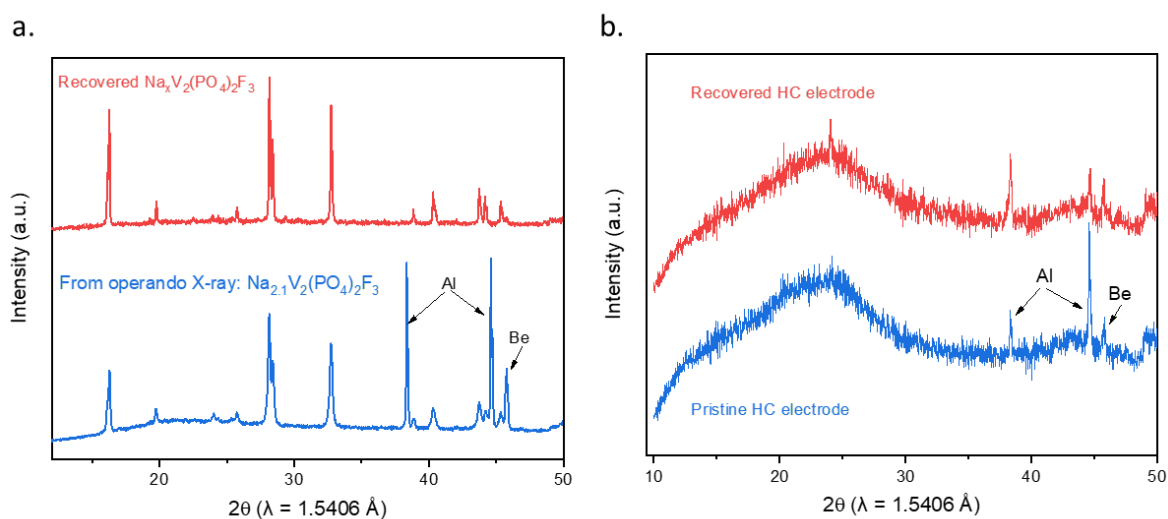 a.
Recovered NaₓV₂(PO₄)₂F₃
From operando X-ray: Na₂.₁V₂(PO₄)₂F₃
Al
Be
Intensity (a.u.)
20
30
40
50
2θ (λ = 1.5406 Å)
b.
Recovered HC electrode
Al
Be
Pristine HC electrode
Intensity (a.u.)
10
20
30
40
50
2θ (λ = 1.5406 Å)